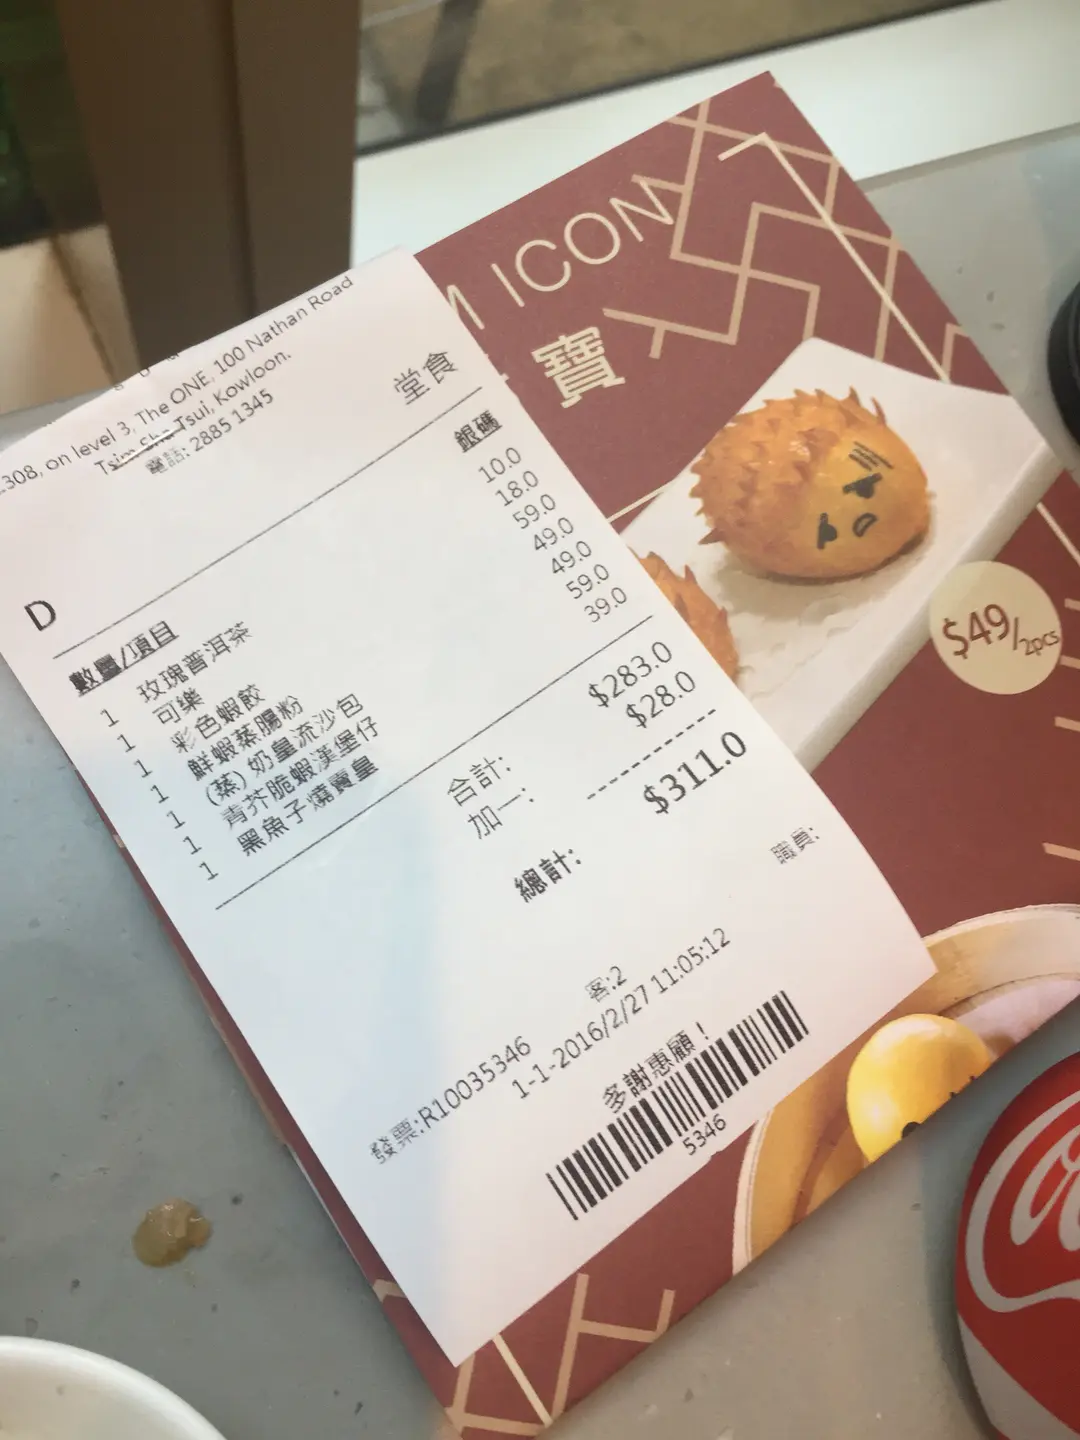 M ICON
寶
$49/2pcs
308, on level 3, The ONE, 100 Nathan Road
Tsim Sha Tsui, Kowloon.
電話: 2885 1345
堂食
D
數量/項目 銀碼
1 玫瑰普洱茶 10.0
1 可樂 18.0
1 彩色蝦餃 59.0
1 鮮蝦蒸腸粉 49.0
1 (蒸) 奶皇流沙包 49.0
1 青芥脆蝦漢堡仔 59.0
1 黑魚子燒賣皇 39.0
合計: $283.0
加一: $28.0
總計: $311.0
職員:
客:2
發票:R10035346
1-1-2016/2/27 11:05:12
多謝惠顧！
5346